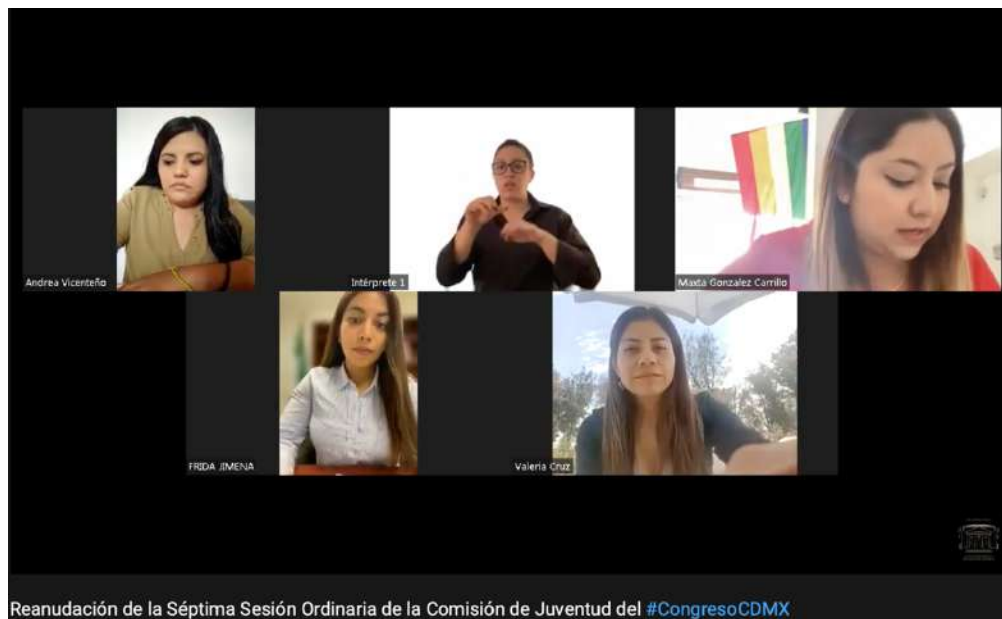 Andrea Vicenteño
Intérprete 1
Maxta Gonzalez Carrillo
FRIDA JIMENA
Valeria Cruz
Reanudación de la Séptima Sesión Ordinaria de la Comisión de Juventud del #CongresoCDMX